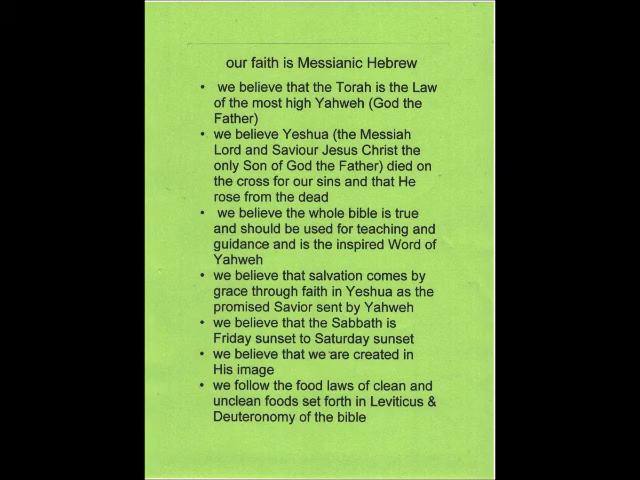 our faith is Messianic Hebrew
• we believe that the Torah is the Law
of the most high Yahweh (God the
Father)
• we believe Yeshua (the Messiah
Lord and Saviour Jesus Christ the
only Son of God the Father) died on
the cross for our sins and that He
rose from the dead
• we believe the whole bible is true
and should be used for teaching and
guidance and is the inspired Word of
Yahweh
• we believe that salvation comes by
grace through faith in Yeshua as the
promised Savior sent by Yahweh
• we believe that the Sabbath is
Friday sunset to Saturday sunset
• we believe that we are created in
His image
• we follow the food laws of clean and
unclean foods set forth in Leviticus &
Deuteronomy of the bible